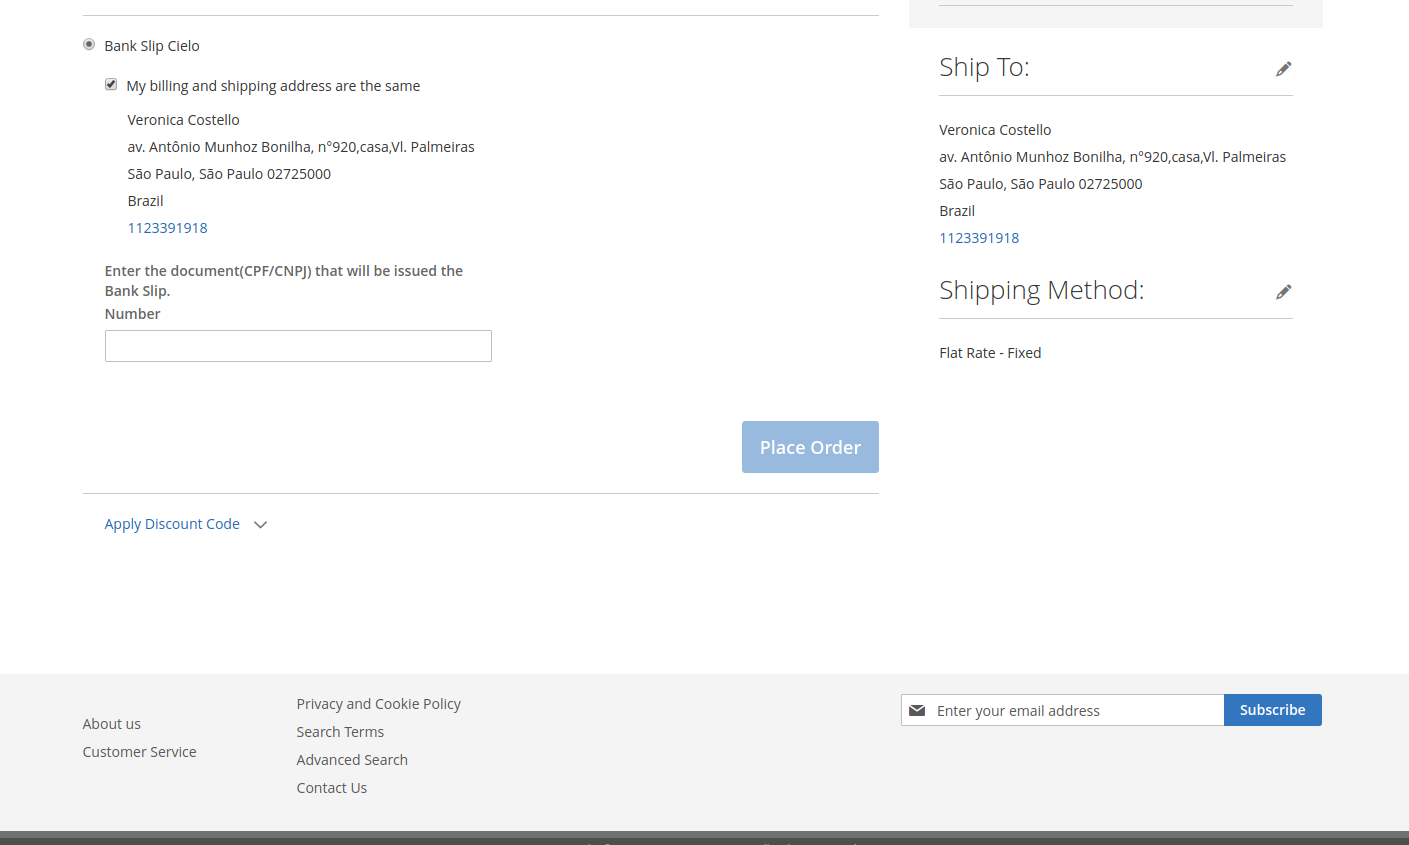 Bank Slip Cielo
My billing and shipping address are the same
Veronica Costello
av. Antônio Munhoz Bonilha, n°920,casa,Vl. Palmeiras
São Paulo, São Paulo 02725000
Brazil
1123391918
Enter the document(CPF/CNPJ) that will be issued the
Bank Slip.
Number
Place Order
Apply Discount Code
Ship To:
Veronica Costello
av. Antônio Munhoz Bonilha, n°920,casa,Vl. Palmeiras
São Paulo, São Paulo 02725000
Brazil
1123391918
Shipping Method:
Flat Rate - Fixed
About us
Customer Service
Privacy and Cookie Policy
Search Terms
Advanced Search
Contact Us
Enter your email address
Subscribe